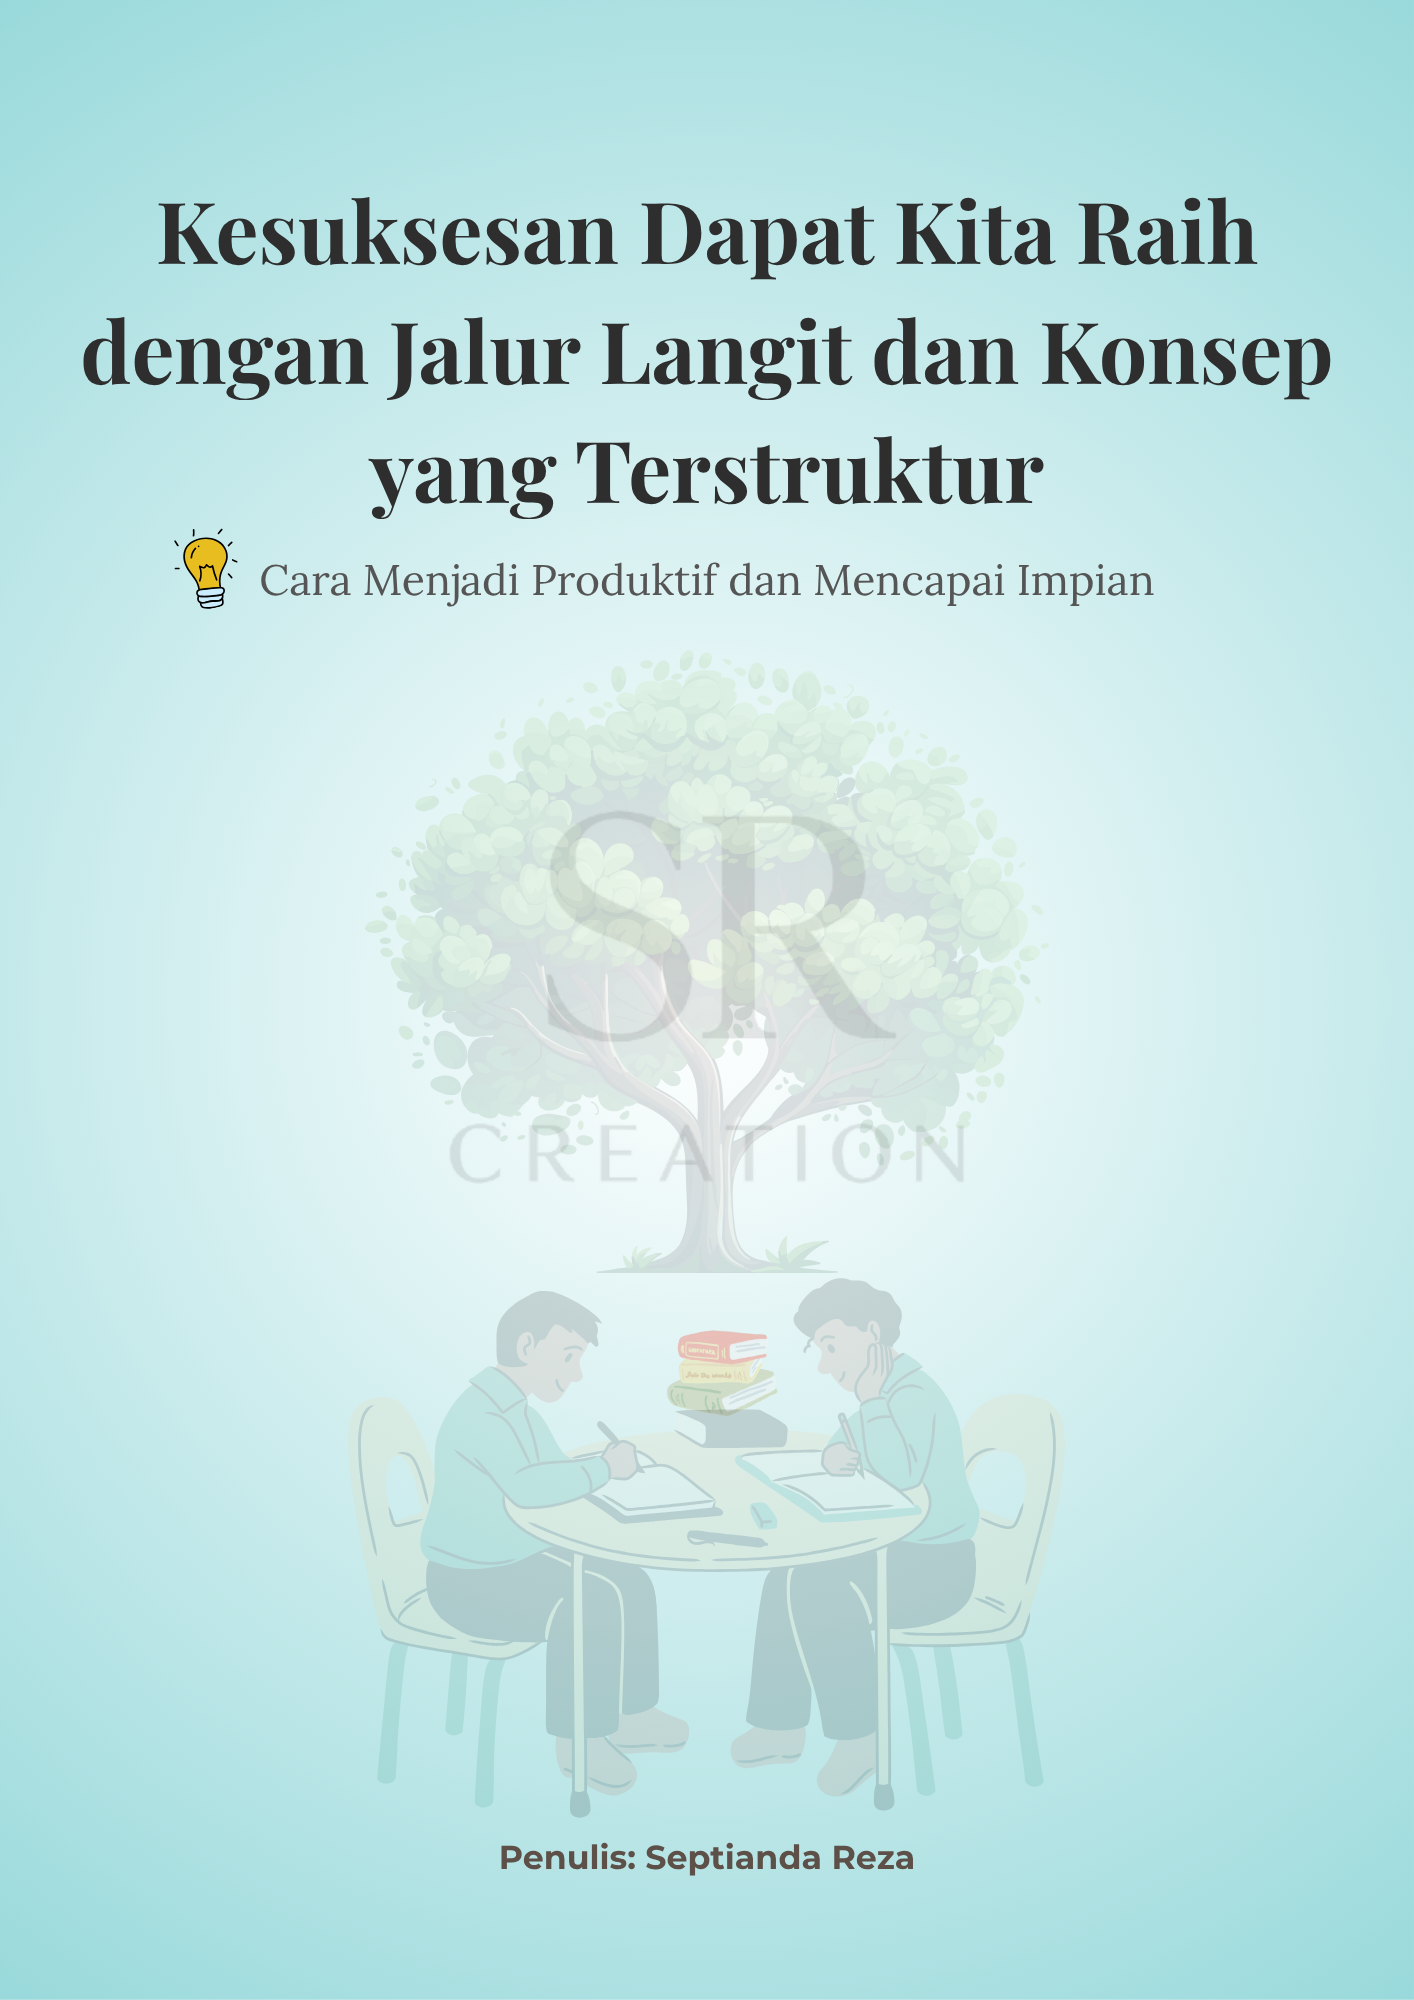 Kesuksesan Dapat Kita Raih
dengan Jalur Langit dan Konsep
yang Terstruktur
Cara Menjadi Produktif dan Mencapai Impian
SR
CREATION
Penulis: Septianda Reza